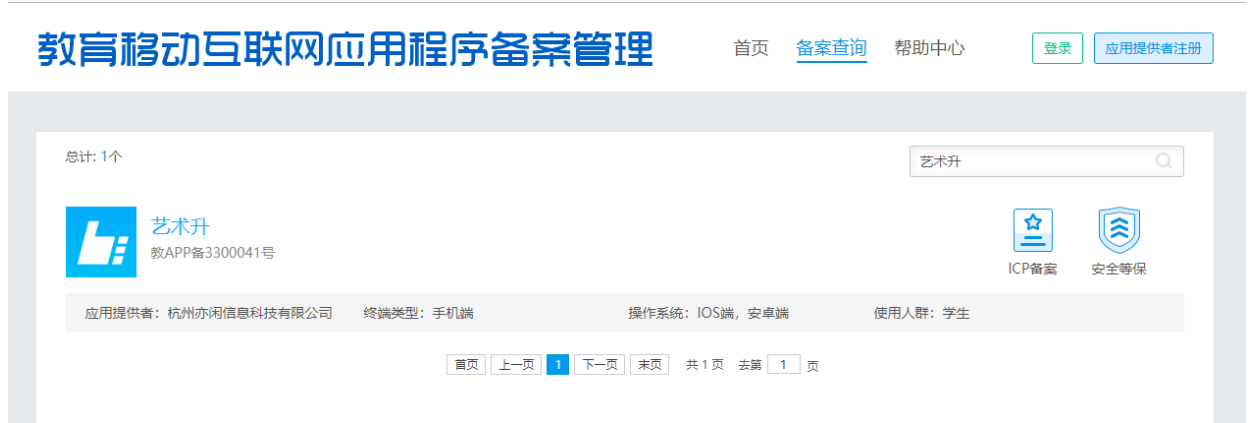 教育移动互联网应用程序备案管理 首页 备案查询 帮助中心 登录 应用提供者注册
总计: 1个 艺术升
艺术升
教APP备3300041号
ICP备案 安全等保
应用提供者：杭州亦闲信息科技有限公司 终端类型：手机端 操作系统：IOS端，安卓端 使用人群：学生
首页 上一页 1 下一页 末页 共 1 页 去第 1 页